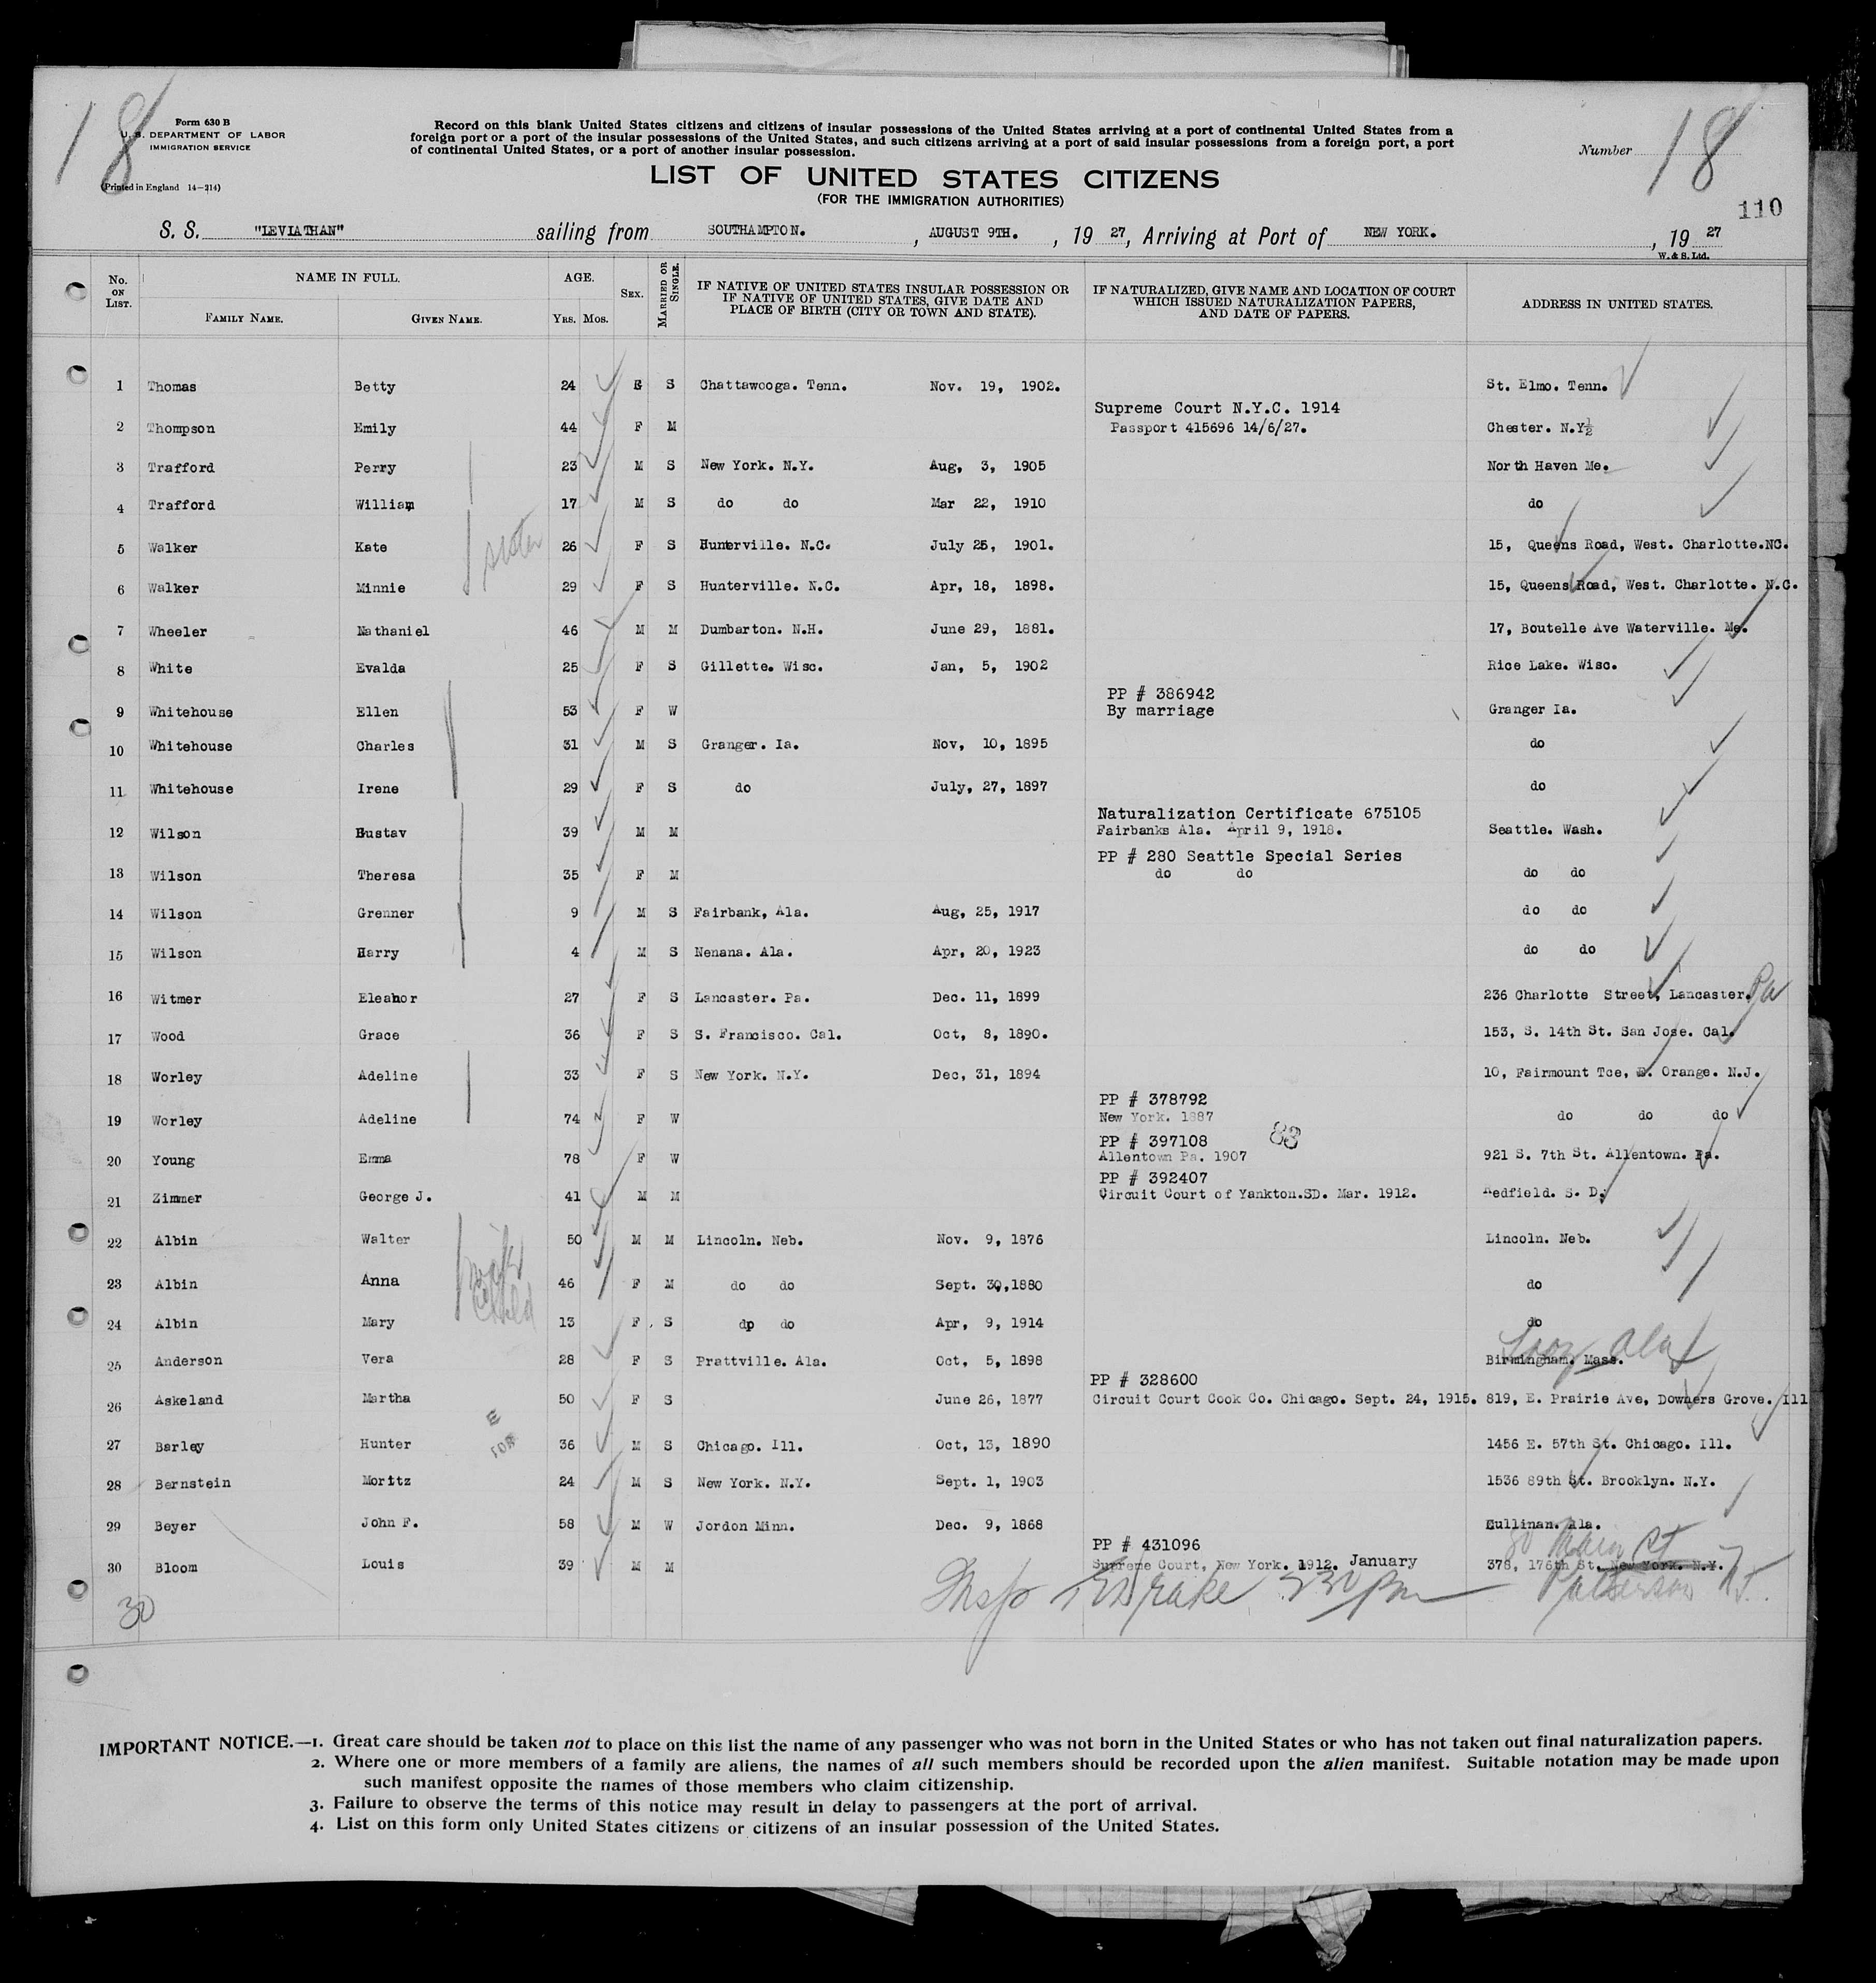 18
Form 630 B
U. S. DEPARTMENT OF LABOR
IMMIGRATION SERVICE
(Printed in England 14—214)
Record on this blank United States citizens and citizens of insular possessions of the United States arriving at a port of continental United States from a
foreign port or a port of the insular possessions of the United States, and such citizens arriving at a port of said insular possessions from a foreign port, a port
of continental United States, or a port of another insular possession.
Number 18
LIST OF UNITED STATES CITIZENS
(FOR THE IMMIGRATION AUTHORITIES)
110
S. S. "LEVIATHAN" sailing from SOUTHAMPTON. , AUGUST 9TH. , 19 27, Arriving at Port of NEW YORK. , 19 27
W. & S. Ltd.
No. ON LIST. NAME IN FULL. FAMILY NAME. GIVEN NAME. AGE. YRS. MOS. SEX. MARRIED OR SINGLE. IF NATIVE OF UNITED STATES INSULAR POSSESSION OR IF NATIVE OF UNITED STATES, GIVE DATE AND PLACE OF BIRTH (CITY OR TOWN AND STATE). IF NATURALIZED, GIVE NAME AND LOCATION OF COURT WHICH ISSUED NATURALIZATION PAPERS, AND DATE OF PAPERS. ADDRESS IN UNITED STATES.
1 Thomas Betty 24 S Chattawooga. Tenn. Nov. 19, 1902. St. Elmo. Tenn.
Supreme Court N.Y.C. 1914
2 Thompson Emily 44 F M Passport 415696 14/6/27. Chester. N.Y½
3 Trafford Perry 23 M S New York. N.Y. Aug, 3, 1905 North Haven Me.
4 Trafford William 17 M S do do Mar 22, 1910 do
sister
5 Walker Kate 26 F S Hunterville. N.C. July 25, 1901. 15, Queens Road, West. Charlotte.NC.
6 Walker Minnie 29 F S Hunterville. N.C. Apr, 18, 1898. 15, Queens Road, West. Charlotte. N.C.
7 Wheeler Nathaniel 46 M M Dumbarton. N.H. June 29, 1881. 17, Boutelle Ave Waterville. Me.
8 White Evalda 25 F S Gillette. Wisc. Jan, 5, 1902 Rice Lake. Wisc.
PP # 386942
9 Whitehouse Ellen 53 F W By marriage Granger Ia.
10 Whitehouse Charles 31 M S Granger. Ia. Nov, 10, 1895 do
11 Whitehouse Irene 29 F S do July, 27, 1897 do
Naturalization Certificate 675105
12 Wilson Gustav 39 M M Fairbanks Ala. April 9, 1918. Seattle. Wash.
PP # 280 Seattle Special Series
13 Wilson Theresa 35 F M do do do do
14 Wilson Grenner 9 M S Fairbank, Ala. Aug, 25, 1917 do do
15 Wilson Harry 4 M S Nenana. Ala. Apr, 20, 1923 do do
16 Witmer Eleanor 27 F S Lancaster. Pa. Dec. 11, 1899 236 Charlotte Street, Lancaster. Pa
17 Wood Grace 36 F S S. Francisco. Cal. Oct, 8, 1890. 153, S. 14th St. San Jose. Cal.
18 Worley Adeline 33 F S New York. N.Y. Dec, 31, 1894 10, Fairmount Tce, E. Orange. N.J.
PP # 378792
19 Worley Adeline 74 F W New York. 1887 do do do
PP # 397108 83
20 Young Emma 78 F W Allentown Pa. 1907 921 S. 7th St. Allentown. Pa.
PP # 392407
21 Zimmer George J. 41 M M Circuit Court of Yankton.SD. Mar. 1912. Redfield. S. D.
22 Albin Walter 50 M M Lincoln. Neb. Nov. 9, 1876 Lincoln. Neb.
wife
child
23 Albin Anna 46 F M do do Sept. 30,1880 do
24 Albin Mary 13 F S dp do Apr, 9, 1914 do
25 Anderson Vera 28 F S Prattville. Ala. Oct, 5, 1898 Birmingham. Mass. Ala
PP # 328600
26 Askeland Martha 50 F S June 26, 1877 Circuit Court Cook Co. Chicago. Sept. 24, 1915. 819, E. Prairie Ave, Downers Grove. Ill
27 Barley Hunter 36 M S Chicago. Ill. Oct, 13, 1890 1456 E. 57th St. Chicago. Ill.
28 Bernstein Moritz 24 M S New York. N.Y. Sept. 1, 1903 1536 89th St. Brooklyn. N.Y.
29 Beyer John F. 58 M W Jordon Minn. Dec. 9, 1868 Cullinan. Ala.
PP # 431096 Main St
30 Bloom Louis 39 M M Supreme Court, New York. 1912. January 378, 176th St. New York. N.Y.
Paterson N.J.
30 Insp Drake 530 pm
IMPORTANT NOTICE.—1. Great care should be taken not to place on this list the name of any passenger who was not born in the United States or who has not taken out final naturalization papers.
2. Where one or more members of a family are aliens, the names of all such members should be recorded upon the alien manifest. Suitable notation may be made upon
such manifest opposite the names of those members who claim citizenship.
3. Failure to observe the terms of this notice may result in delay to passengers at the port of arrival.
4. List on this form only United States citizens or citizens of an insular possession of the United States.